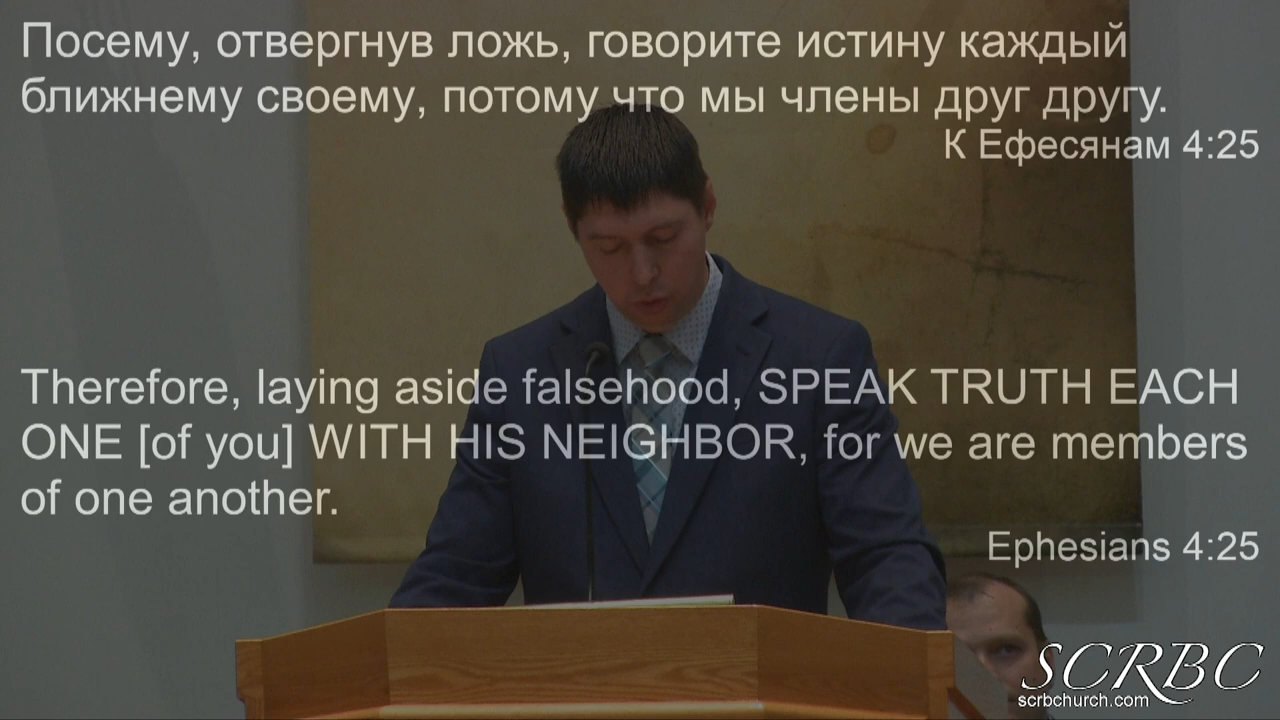 Посему, отвергнув ложь, говорите истину каждый
ближнему своему, потому что мы члены друг другу.
К Ефесянам 4:25
Therefore, laying aside falsehood, SPEAK TRUTH EACH
ONE [of you] WITH HIS NEIGHBOR, for we are members
of one another.
Ephesians 4:25
SCRBC
scrbchurch.com